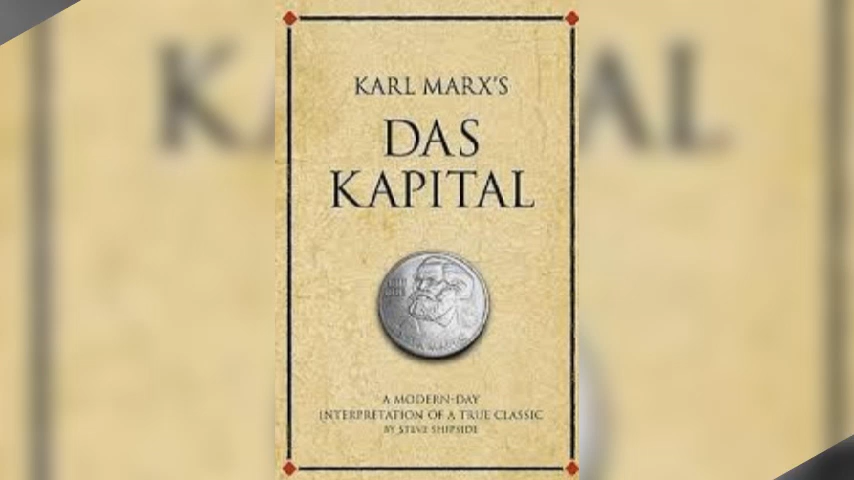 KARL MARX'S
DAS
KAPITAL
A MODERN-DAY
INTERPRETATION OF A TRUE CLASSIC
BY STEVE SHIPSIDE